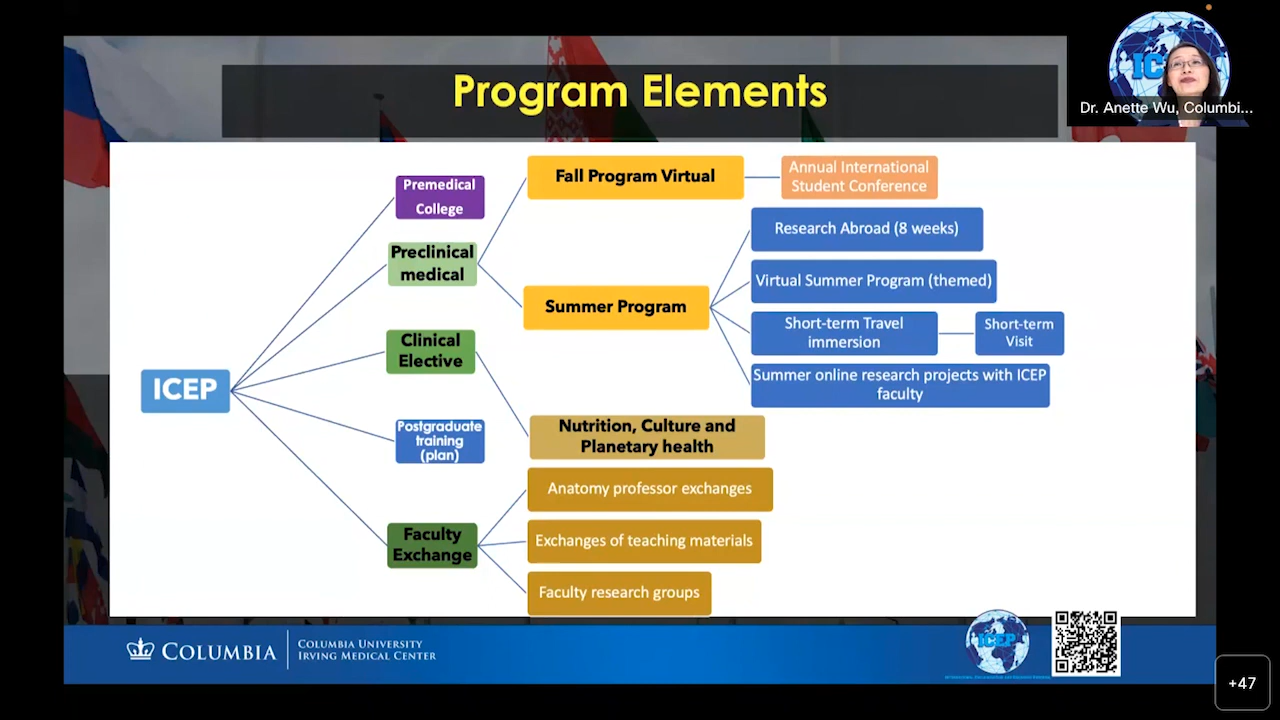 Program Elements
IC
Dr. Anette Wu, Columbi...
Premedical
College
Preclinical
medical
Clinical
Elective
ICEP
Postgraduate
training
(plan)
Faculty
Exchange
Fall Program Virtual
Annual International
Student Conference
Summer Program
Research Abroad (8 weeks)
Virtual Summer Program (themed)
Short-term Travel
immersion
Short-term
Visit
Summer online research projects with ICEP
faculty
Nutrition, Culture and
Planetary health
Anatomy professor exchanges
Exchanges of teaching materials
Faculty research groups
COLUMBIA
COLUMBIA UNIVERSITY
IRVING MEDICAL CENTER
ICEP
+47